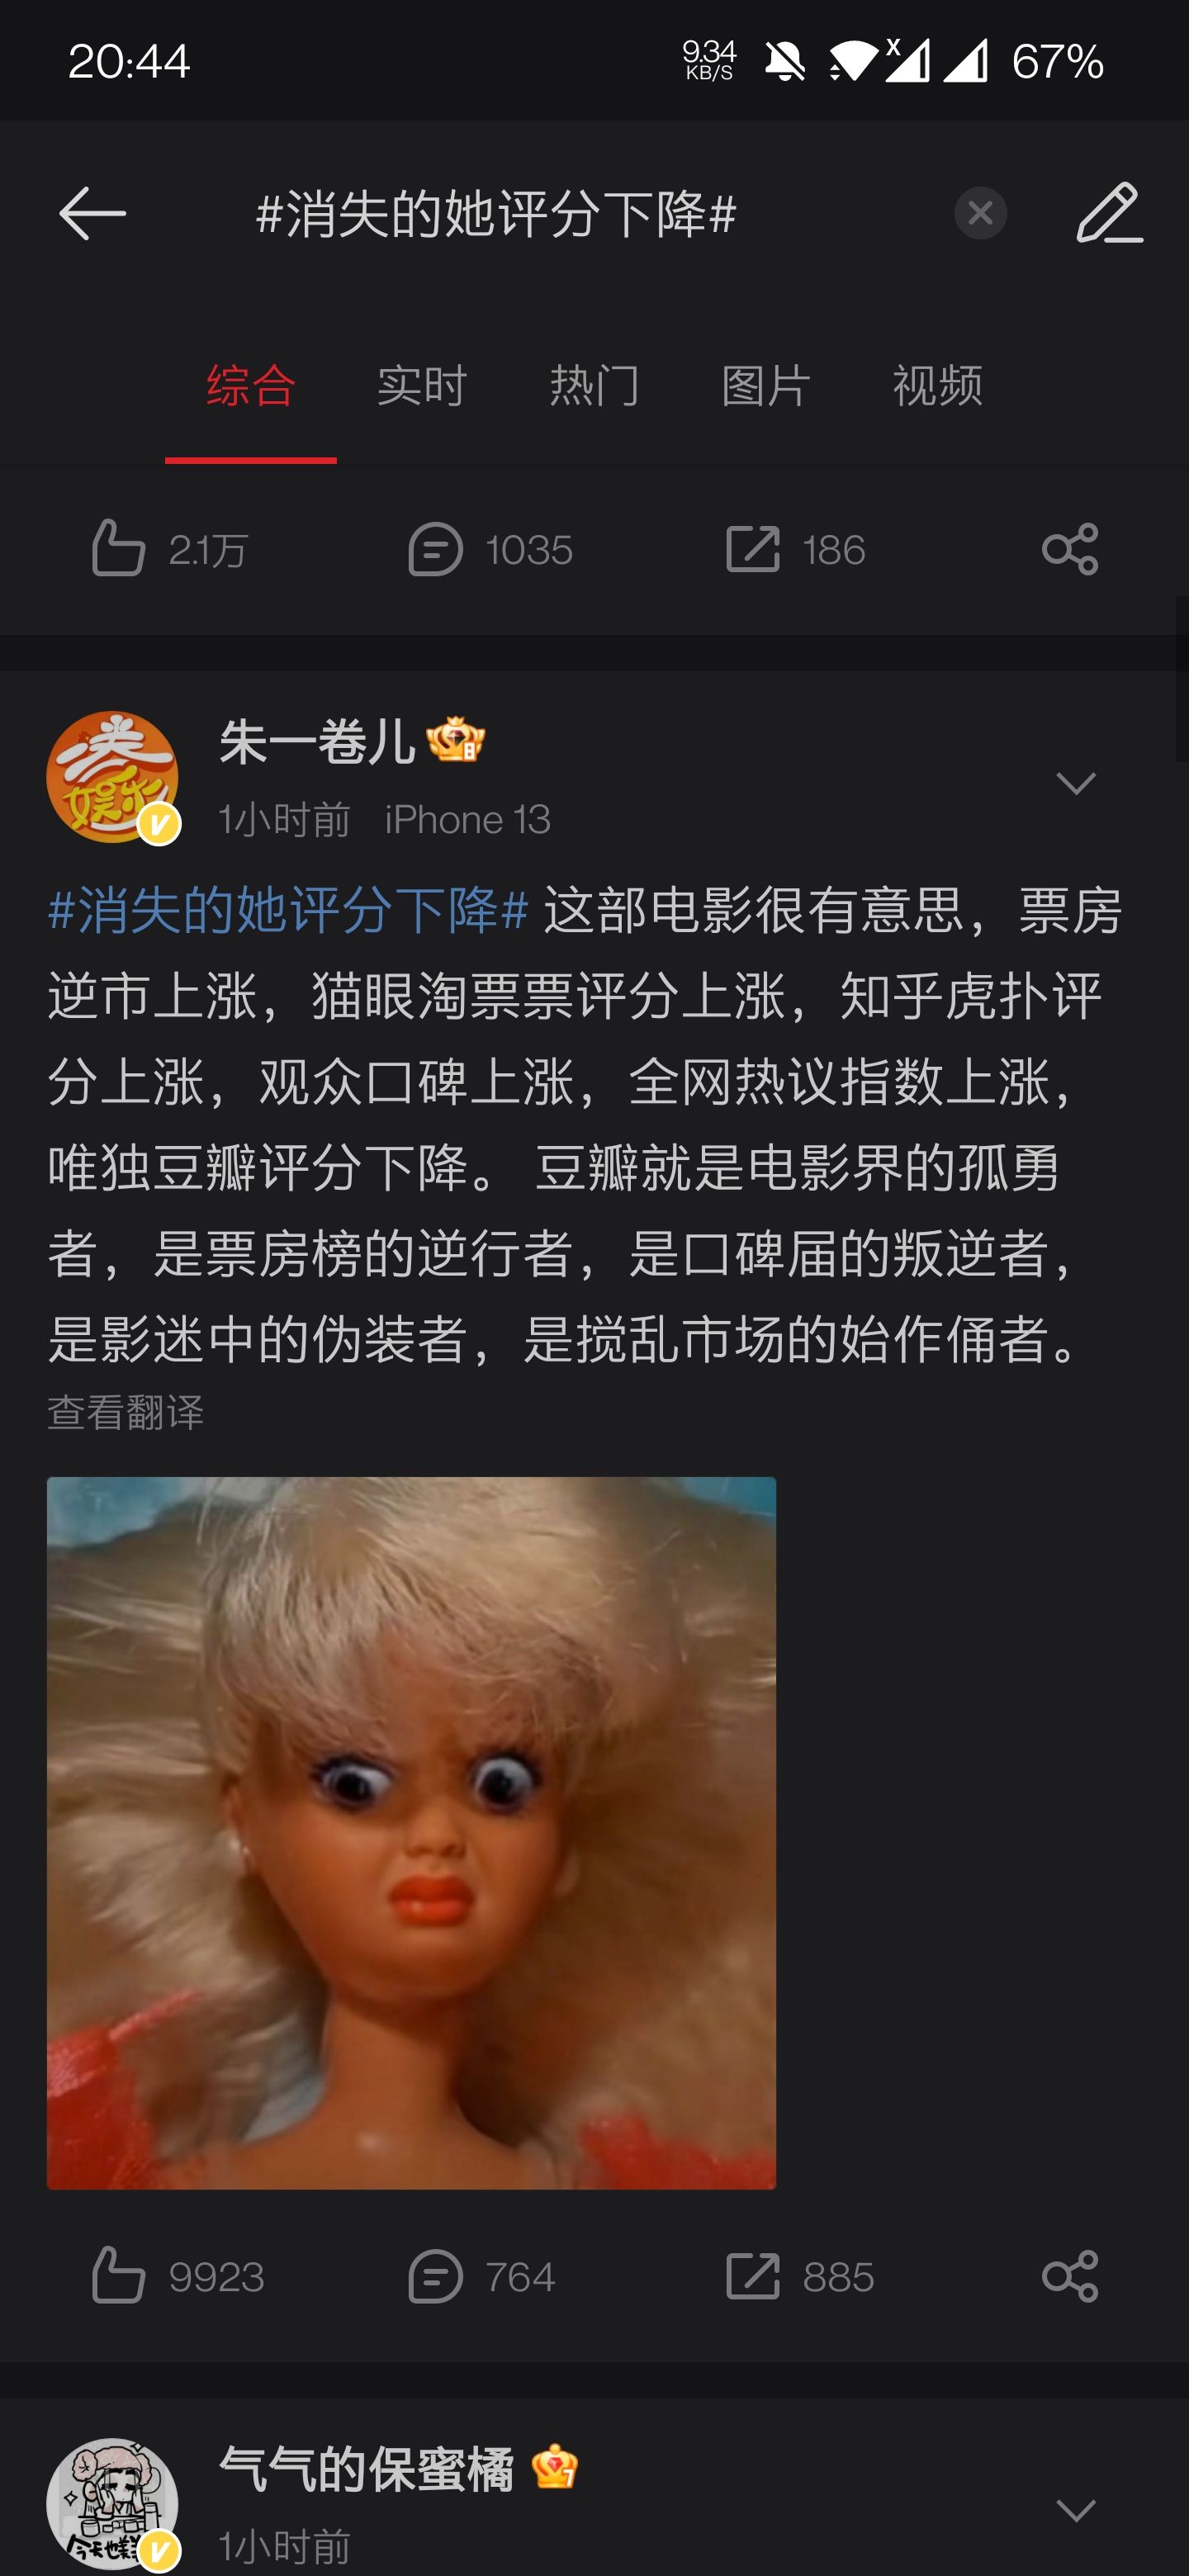 20:44
9.34
KB/S
67%
#消失的她评分下降#
综合 实时 热门 图片 视频
2.1万 1035 186
朱一卷儿
8
1小时前 iPhone 13
#消失的她评分下降# 这部电影很有意思，票房
逆市上涨，猫眼淘票票评分上涨，知乎虎扑评
分上涨，观众口碑上涨，全网热议指数上涨，
唯独豆瓣评分下降。 豆瓣就是电影界的孤勇
者，是票房榜的逆行者，是口碑届的叛逆者，
是影迷中的伪装者，是搅乱市场的始作俑者。
查看翻译
9923 764 885
气气的保蜜橘
7
1小时前